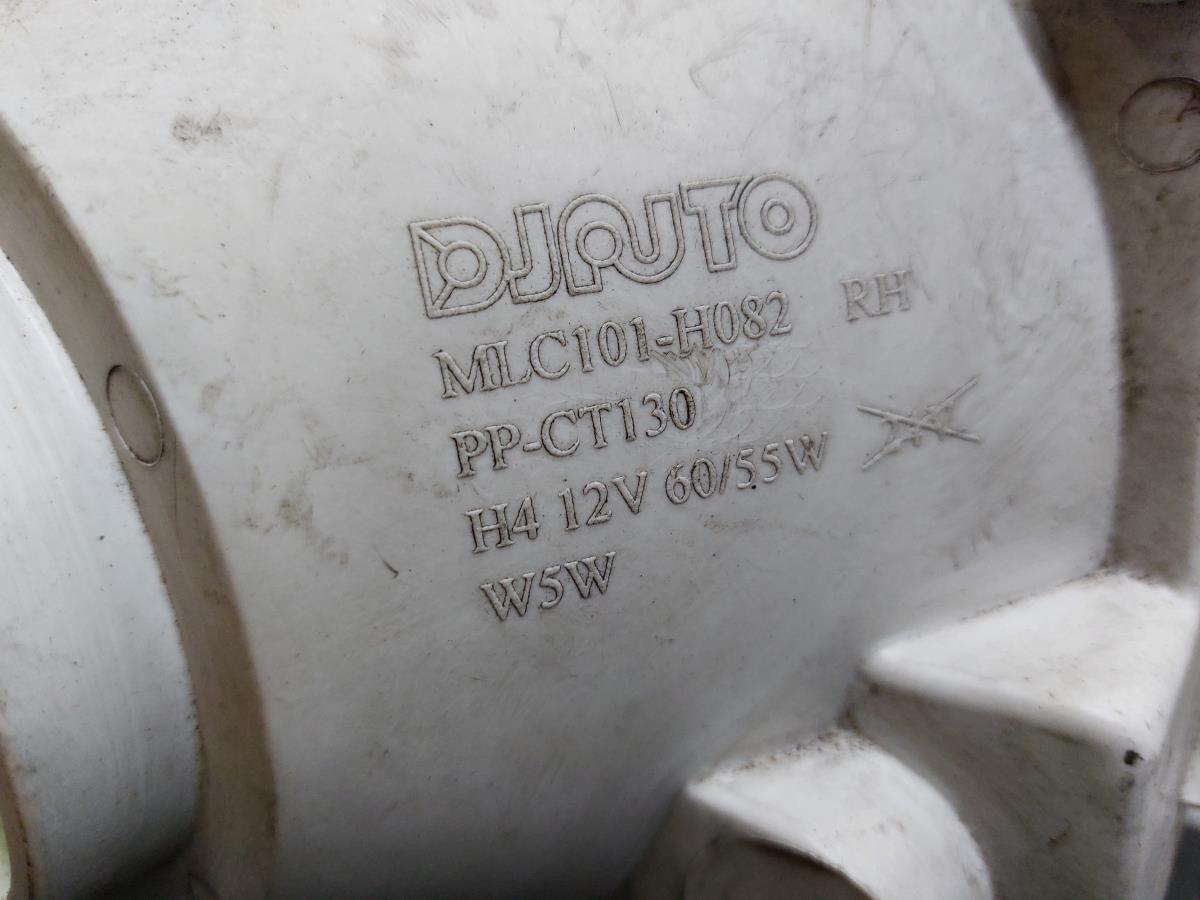 DJAUTO
MLC101-H082 RH
PP-CT130
H4 12V 60/55W
W5W